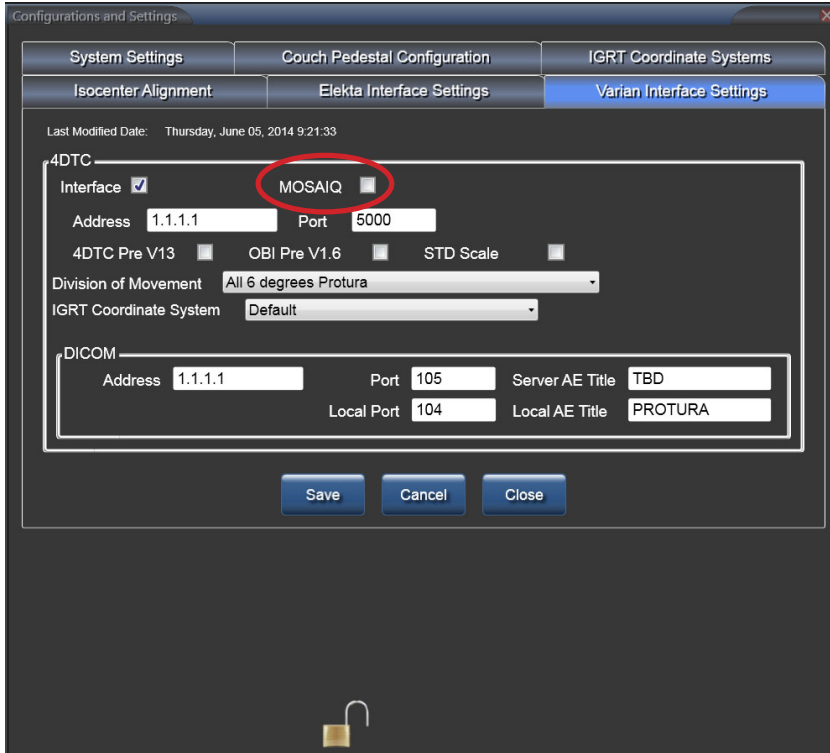 Configurations and Settings
System Settings Couch Pedestal Configuration IGRT Coordinate Systems
Isocenter Alignment Elekta Interface Settings Varian Interface Settings
Last Modified Date: Thursday, June 05, 2014 9:21:33
4DTC
Interface MOSAIQ
Address 1.1.1.1 Port 5000
4DTC Pre V13 OBI Pre V1.6 STD Scale
Division of Movement All 6 degrees Protura
IGRT Coordinate System Default
DICOM
Address 1.1.1.1 Port 105 Server AE Title TBD
Local Port 104 Local AE Title PROTURA
Save Cancel Close